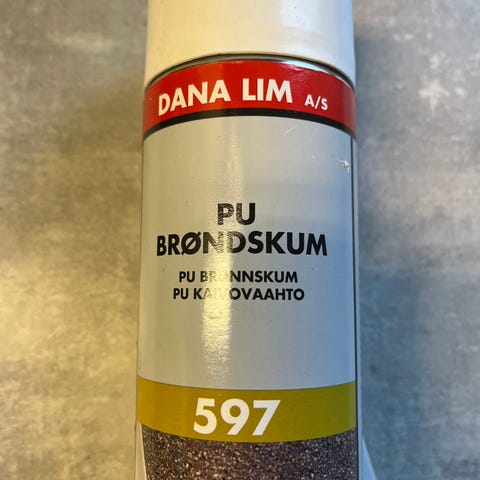 DANA LIM A/S
PU
BRØNDSKUM
PU BRØNNSKUM
PU KAIVOVAAHTO
597